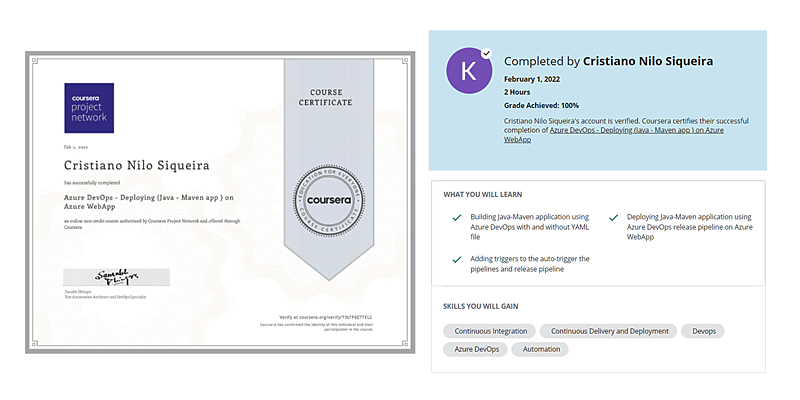 coursera
project
network
Feb 1, 2022
Cristiano Nilo Siqueira
has successfully completed
Azure DevOps - Deploying (Java - Maven app ) on
Azure WebApp
an online non-credit course authorized by Coursera Project Network and offered through
Coursera
COURSE
CERTIFICATE
EDUCATION FOR EVERYONE
coursera
COURSE CERTIFICATE
Saurabh Dhingra
Test Automation Architect and DevOps Specialist
Verify at coursera.org/verify/T9LTPXZTTEL2
Coursera has confirmed the identity of this individual and their
participation in the course.
K
Completed by Cristiano Nilo Siqueira
February 1, 2022
2 Hours
Grade Achieved: 100%
Cristiano Nilo Siqueira's account is verified. Coursera certifies their successful
completion of Azure DevOps - Deploying (Java - Maven app ) on Azure
WebApp
WHAT YOU WILL LEARN
Building Java-Maven application using
Azure DevOps with and without YAML
file
Deploying Java-Maven application using
Azure DevOps release pipeline on Azure
WebApp
Adding triggers to the auto-trigger the
pipelines and release pipeline
SKILLS YOU WILL GAIN
Continuous Integration
Continuous Delivery and Deployment
Devops
Azure DevOps
Automation